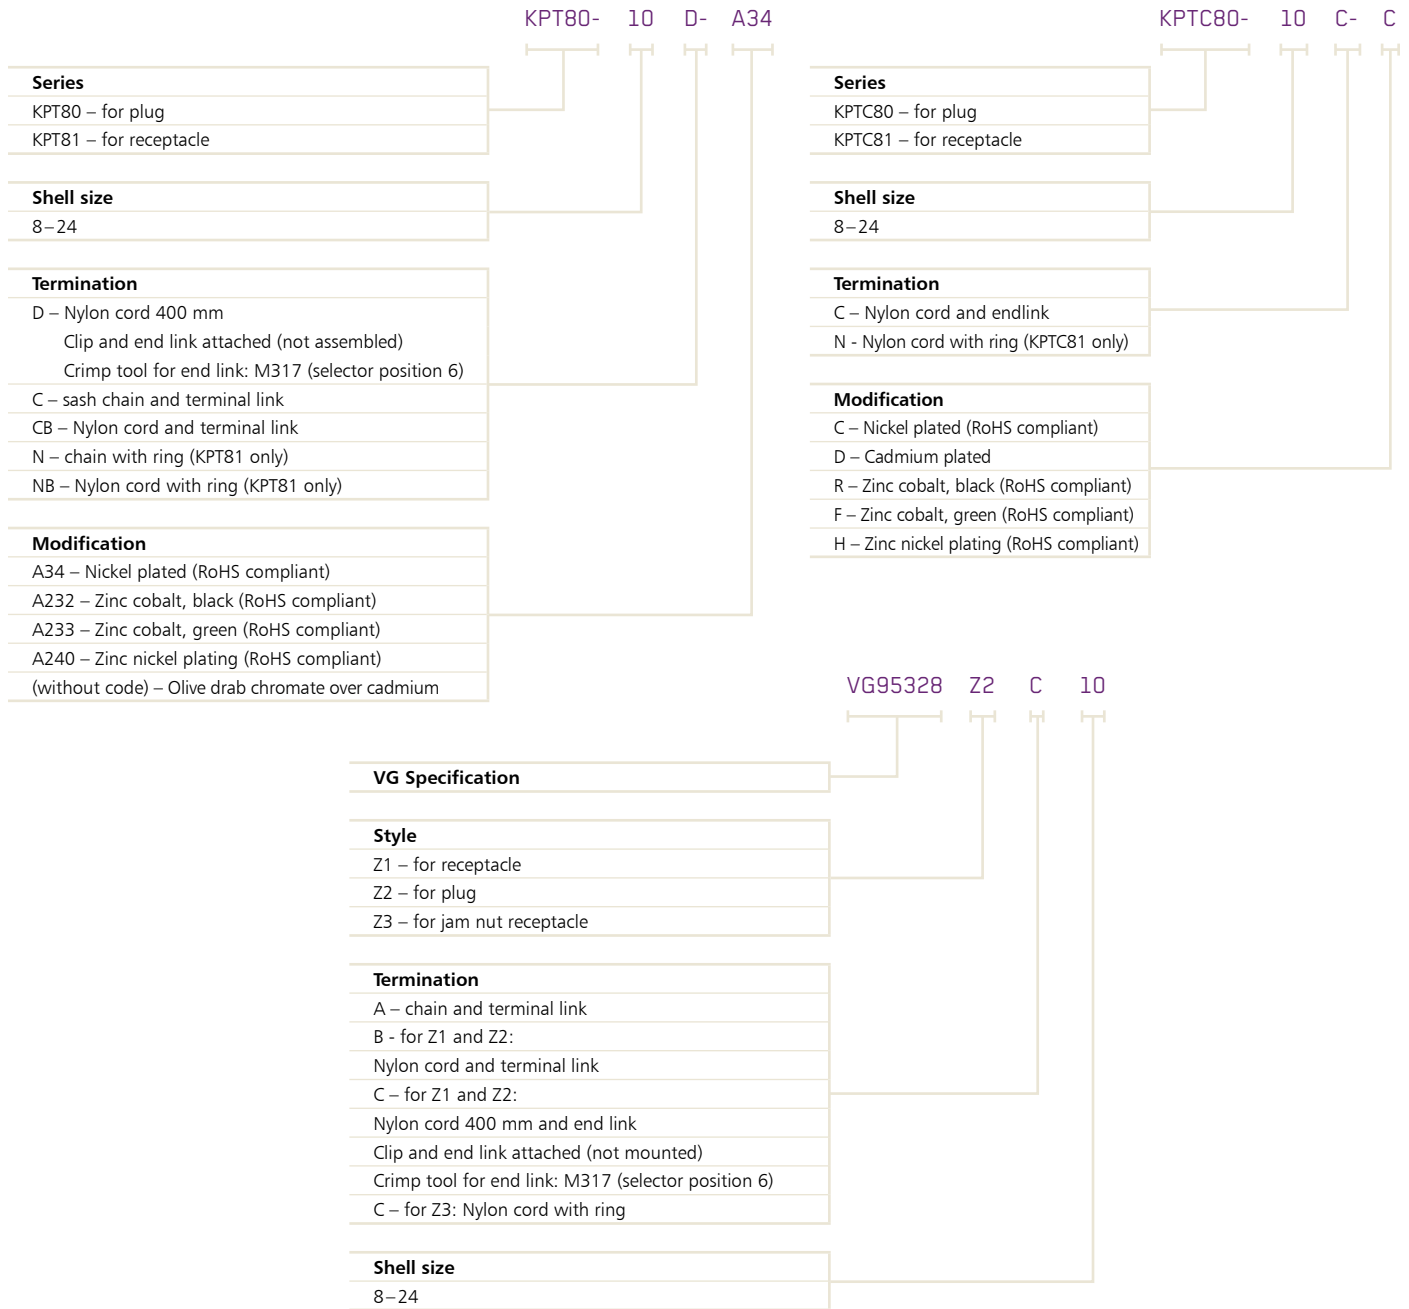 KPT80- 10 D- A34
Series
KPT80 – for plug
KPT81 – for receptacle
Shell size
8–24
Termination
D – Nylon cord 400 mm
Clip and end link attached (not assembled)
Crimp tool for end link: M317 (selector position 6)
C – sash chain and terminal link
CB – Nylon cord and terminal link
N – chain with ring (KPT81 only)
NB – Nylon cord with ring (KPT81 only)
Modification
A34 – Nickel plated (RoHS compliant)
A232 – Zinc cobalt, black (RoHS compliant)
A233 – Zinc cobalt, green (RoHS compliant)
A240 – Zinc nickel plating (RoHS compliant)
(without code) – Olive drab chromate over cadmium
KPTC80- 10 C- C
Series
KPTC80 – for plug
KPTC81 – for receptacle
Shell size
8–24
Termination
C – Nylon cord and endlink
N - Nylon cord with ring (KPTC81 only)
Modification
C – Nickel plated (RoHS compliant)
D – Cadmium plated
R – Zinc cobalt, black (RoHS compliant)
F – Zinc cobalt, green (RoHS compliant)
H – Zinc nickel plating (RoHS compliant)
VG95328 Z2 C 10
VG Specification
Style
Z1 – for receptacle
Z2 – for plug
Z3 – for jam nut receptacle
Termination
A – chain and terminal link
B - for Z1 and Z2:
Nylon cord and terminal link
C – for Z1 and Z2:
Nylon cord 400 mm and end link
Clip and end link attached (not mounted)
Crimp tool for end link: M317 (selector position 6)
C – for Z3: Nylon cord with ring
Shell size
8–24